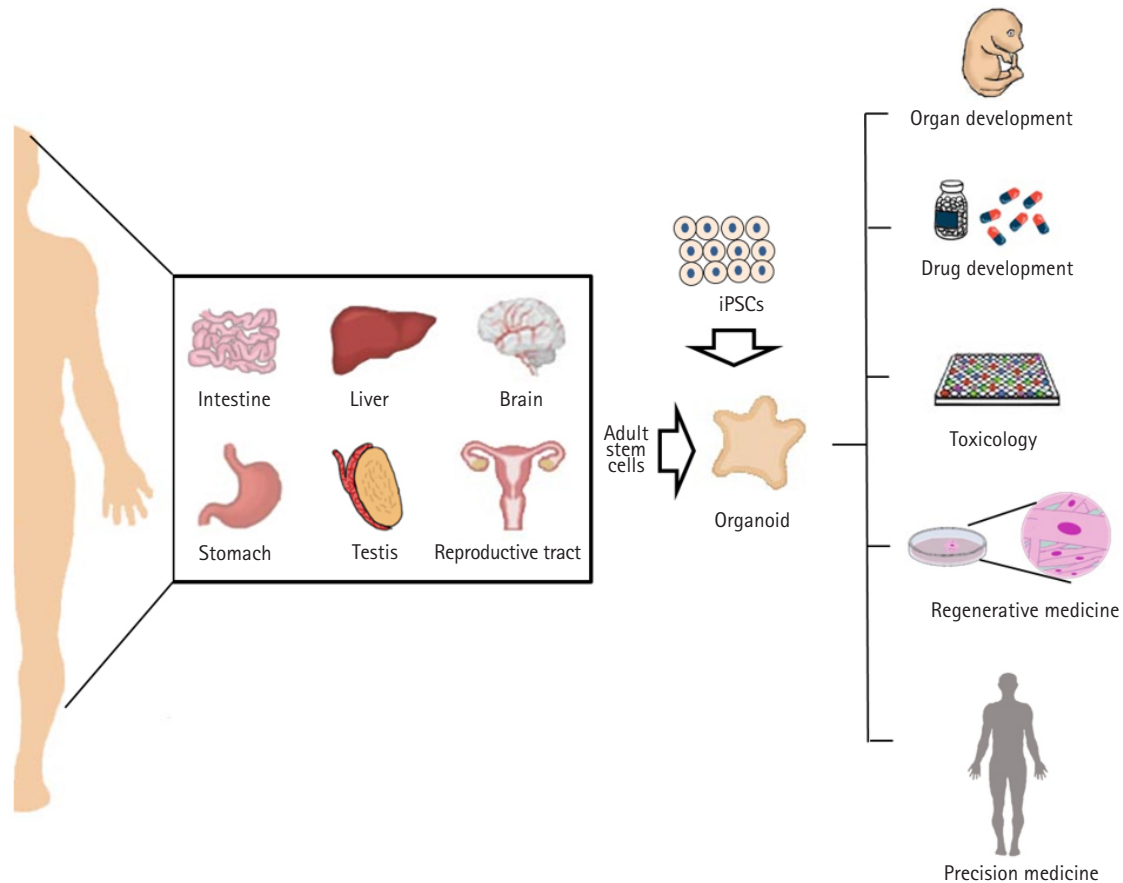 Organ development
Drug development
iPSCs
Intestine
Liver
Brain
Adult
stem
cells
Toxicology
Organoid
Stomach
Testis
Reproductive tract
Regenerative medicine
Precision medicine